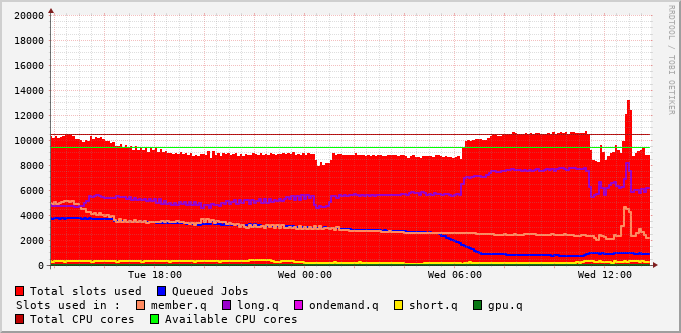 20000
18000
16000
14000
12000
10000
8000
6000
4000
2000
0
Tue 18:00 Wed 00:00 Wed 06:00 Wed 12:00
Total slots used Queued Jobs
Slots used in : member.q long.q ondemand.q short.q gpu.q
Total CPU cores Available CPU cores
RRDTOOL / TOBI OETIKER